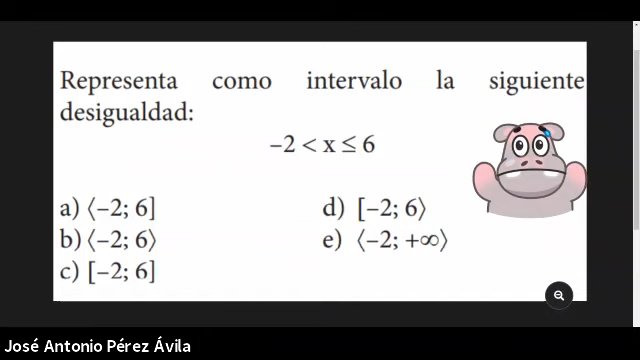 Representa como intervalo la siguiente
desigualdad:
–2 < x ≤ 6
a) ⟨–2; 6]
b) ⟨–2; 6⟩
c) [–2; 6]
d) [–2; 6⟩
e) ⟨–2; +∞⟩
José Antonio Pérez Ávila